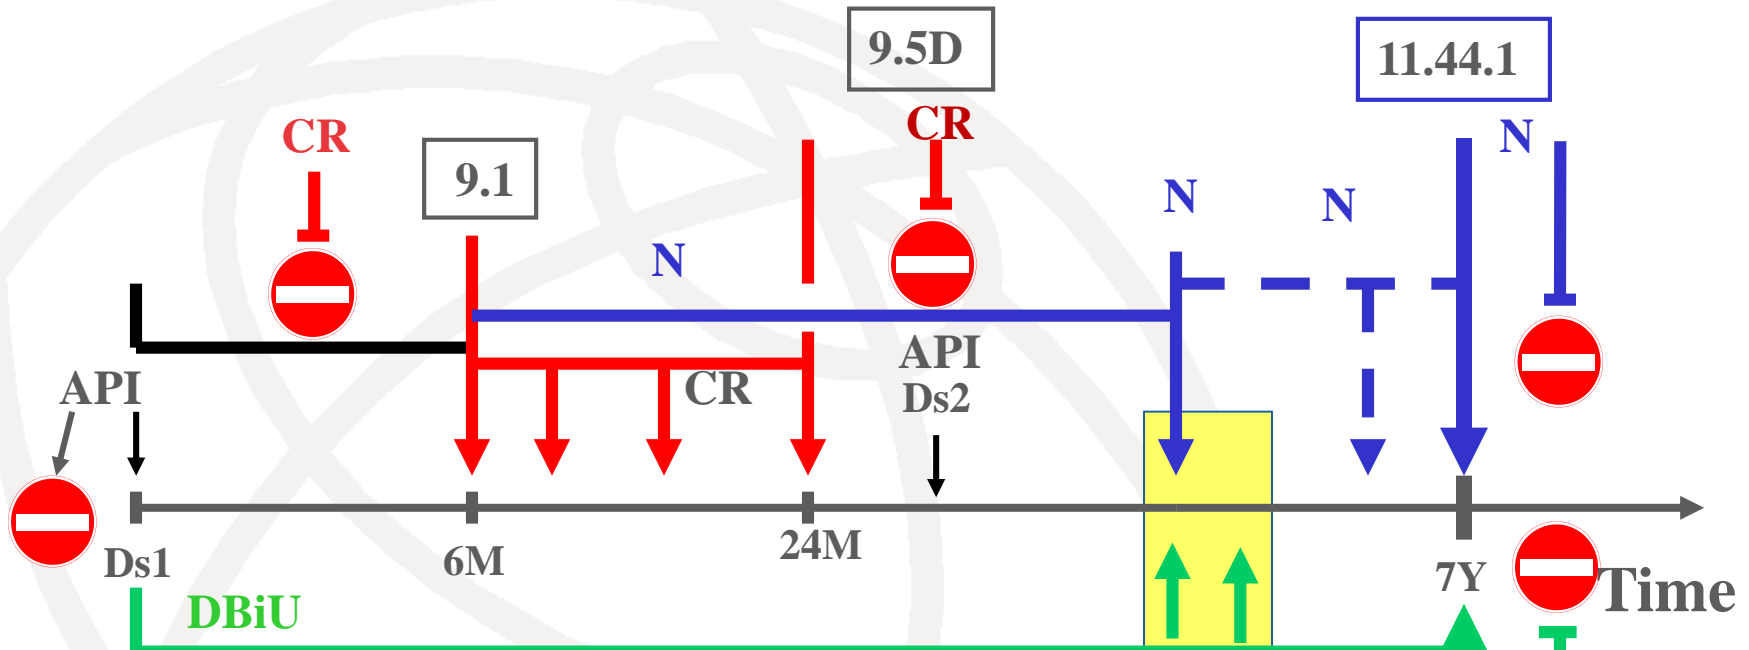 9.5D
11.44.1
CR
CR
N
9.1
N
N
N
API
API
CR
Ds2
Ds1
6M
24M
7Y
Time
DBiU